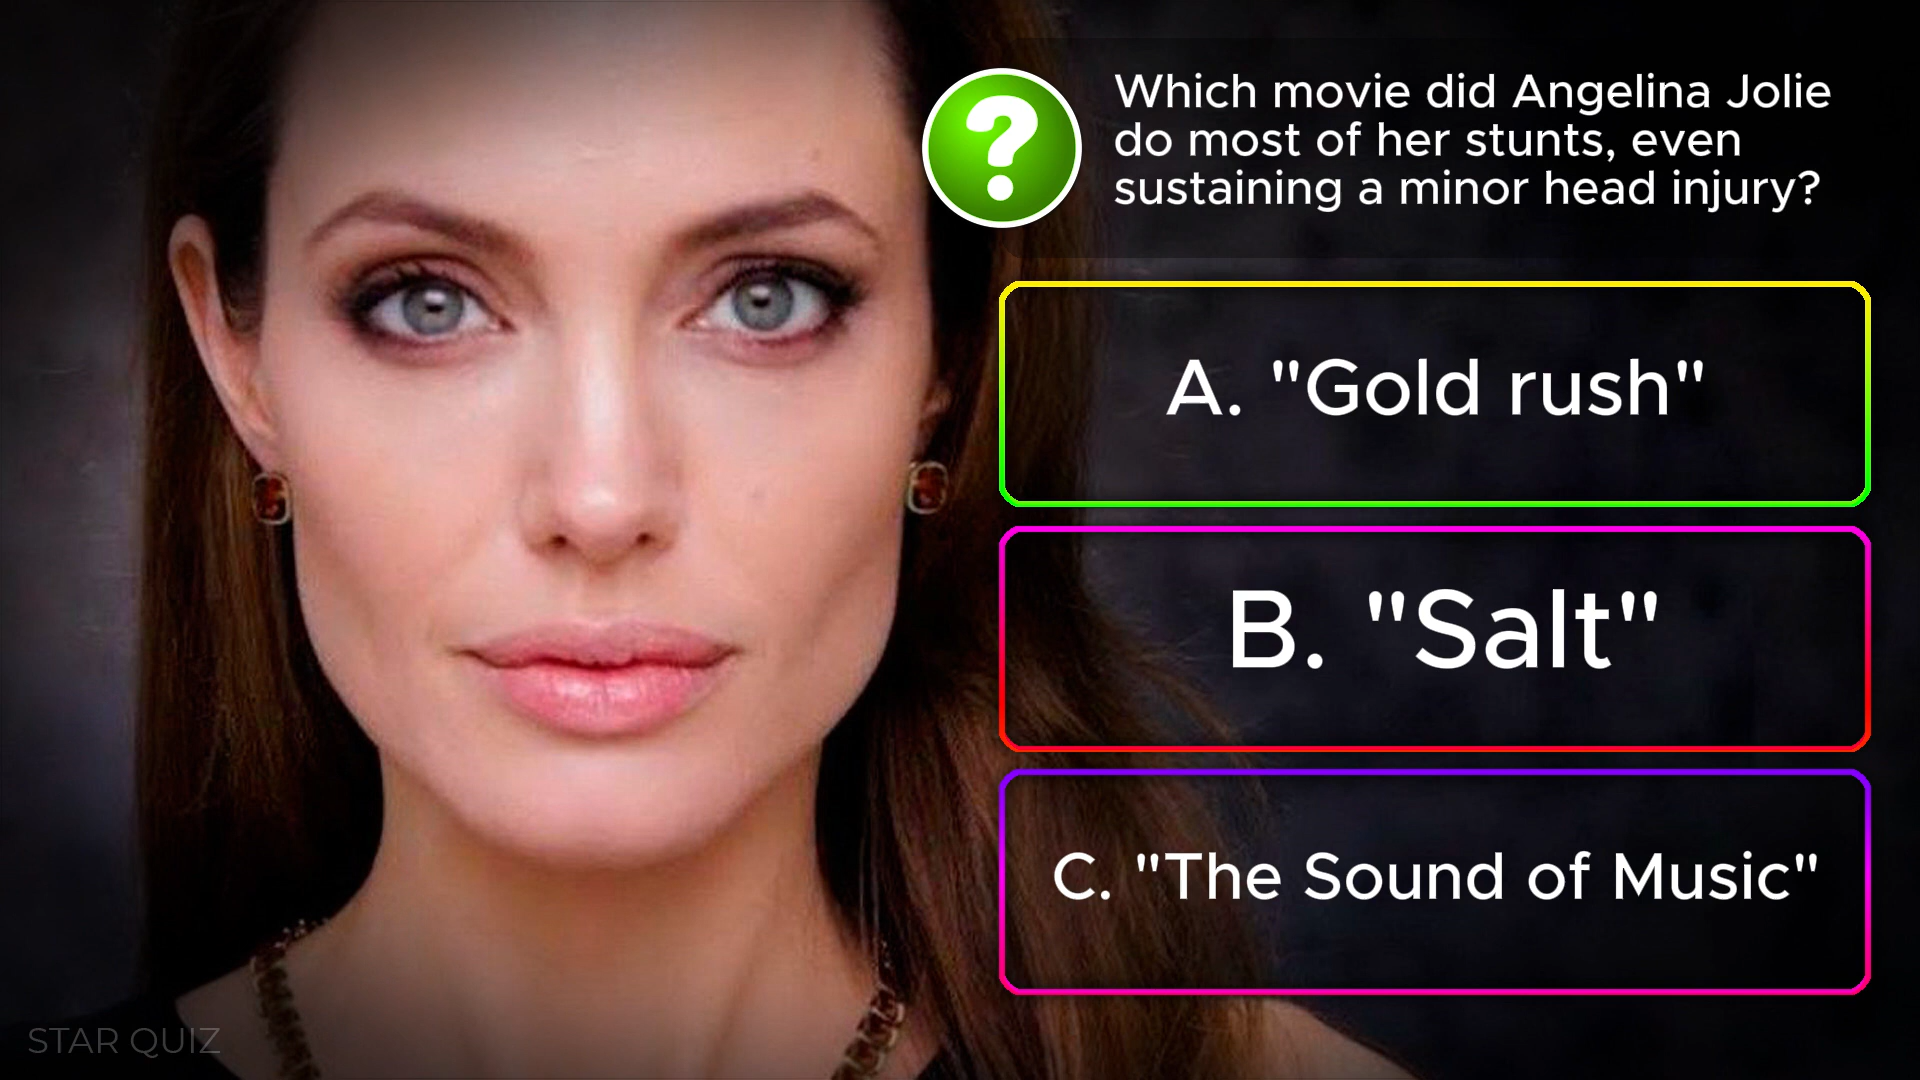 Which movie did Angelina Jolie
do most of her stunts, even
sustaining a minor head injury?
?
A. "Gold rush"
B. "Salt"
C. "The Sound of Music"
STAR QUIZ